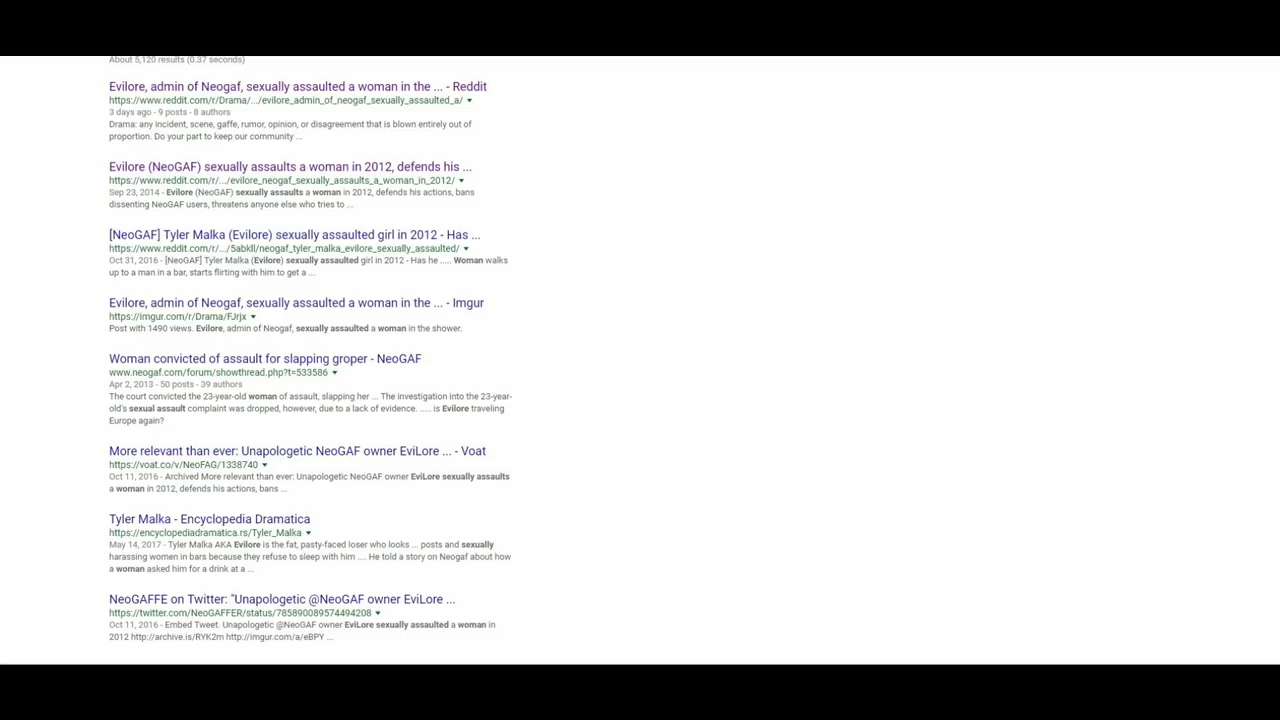 About 5,120 results (0.37 seconds)
Evilore, admin of Neogaf, sexually assaulted a woman in the ... - Reddit
https://www.reddit.com/r/Drama/.../evilore_admin_of_neogaf_sexually_assaulted_a/
3 days ago - 9 posts - 8 authors
Drama: any incident, scene, gaffe, rumor, opinion, or disagreement that is blown entirely out of
proportion. Do your part to keep our community ...
Evilore (NeoGAF) sexually assaults a woman in 2012, defends his ...
https://www.reddit.com/r/.../evilore_neogaf_sexually_assaults_a_woman_in_2012/
Sep 23, 2014 - Evilore (NeoGAF) sexually assaults a woman in 2012, defends his actions, bans
dissenting NeoGAF users, threatens anyone else who tries to ...
[NeoGAF] Tyler Malka (Evilore) sexually assaulted girl in 2012 - Has ...
https://www.reddit.com/r/.../5abkll/neogaf_tyler_malka_evilore_sexually_assaulted/
Oct 31, 2016 - [NeoGAF] Tyler Malka (Evilore) sexually assaulted girl in 2012 - Has he ..... Woman walks
up to a man in a bar, starts flirting with him to get a ...
Evilore, admin of Neogaf, sexually assaulted a woman in the ... - Imgur
https://imgur.com/r/Drama/FJrjx
Post with 1490 views. Evilore, admin of Neogaf, sexually assaulted a woman in the shower.
Woman convicted of assault for slapping groper - NeoGAF
www.neogaf.com/forum/showthread.php?t=533586
Apr 2, 2013 - 50 posts - 39 authors
The court convicted the 23-year-old woman of assault, slapping her ... The investigation into the 23-year-
old's sexual assault complaint was dropped, however, due to a lack of evidence. ..... is Evilore traveling
Europe again?
More relevant than ever: Unapologetic NeoGAF owner EviLore ... - Voat
https://voat.co/v/NeoFAG/1338740
Oct 11, 2016 - Archived More relevant than ever: Unapologetic NeoGAF owner EviLore sexually assaults
a woman in 2012, defends his actions, bans ...
Tyler Malka - Encyclopedia Dramatica
https://encyclopediadramatica.rs/Tyler_Malka
May 14, 2017 - Tyler Malka AKA Evilore is the fat, pasty-faced loser who looks ... posts and sexually
harassing women in bars because they refuse to sleep with him .... He told a story on Neogaf about how
a woman asked him for a drink at a ...
NeoGAFFE on Twitter: "Unapologetic @NeoGAF owner EviLore ...
https://twitter.com/NeoGAFFER/status/785890089574494208
Oct 11, 2016 - Embed Tweet. Unapologetic @NeoGAF owner EviLore sexually assaulted a woman in
2012 http://archive.is/RYK2m http://imgur.com/a/eBPY ...